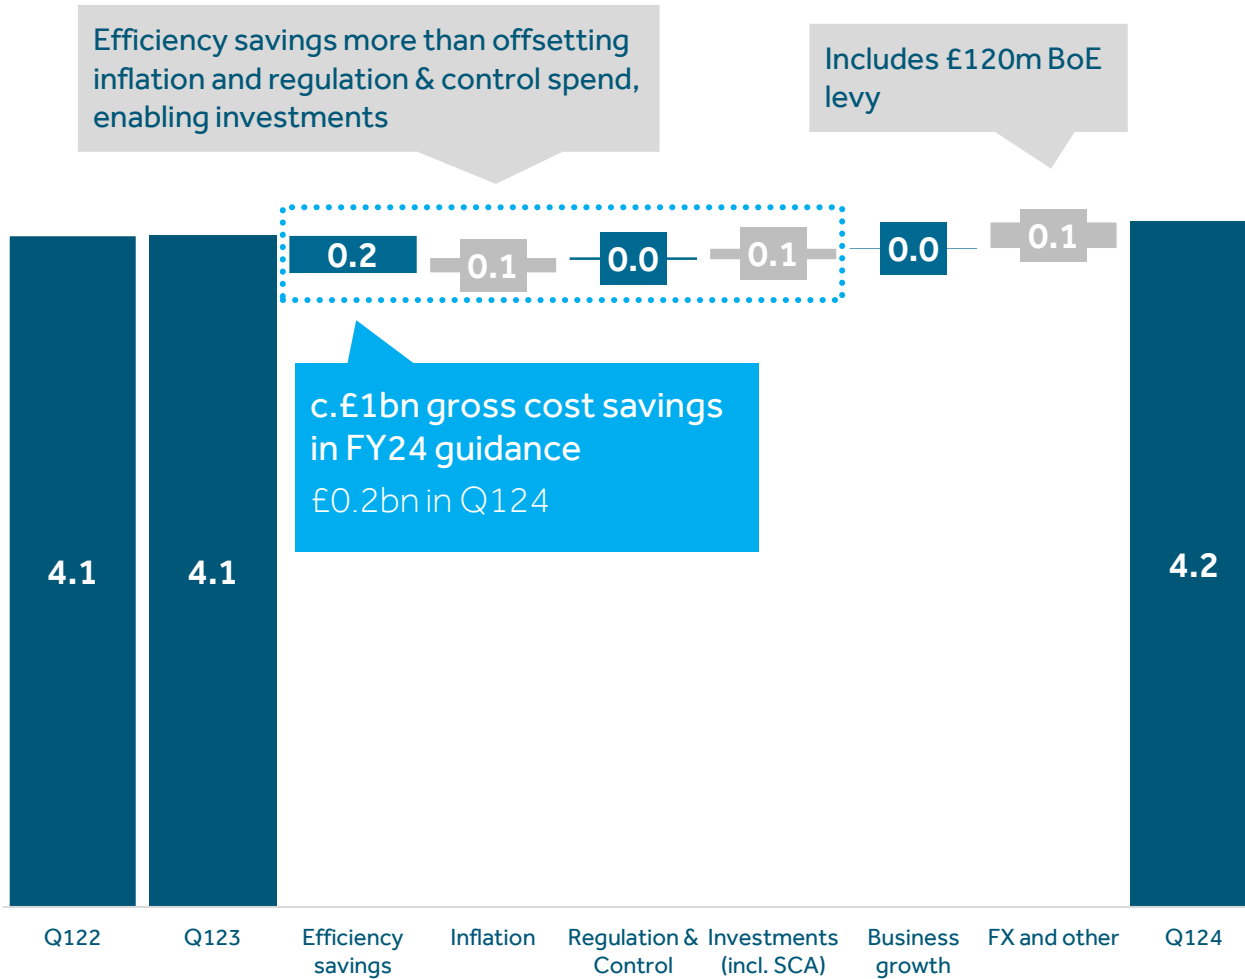 Efficiency savings more than offsetting
inflation and regulation & control spend,
enabling investments
Includes £120m BoE
levy
0.2
0.1
0.0
0.1
0.0
0.1
c.£1bn gross cost savings
in FY24 guidance
£0.2bn in Q124
4.1
4.1
4.2
Q122
Q123
Efficiency
savings
Inflation
Regulation &
Control
Investments
(incl. SCA)
Business
growth
FX and other
Q124